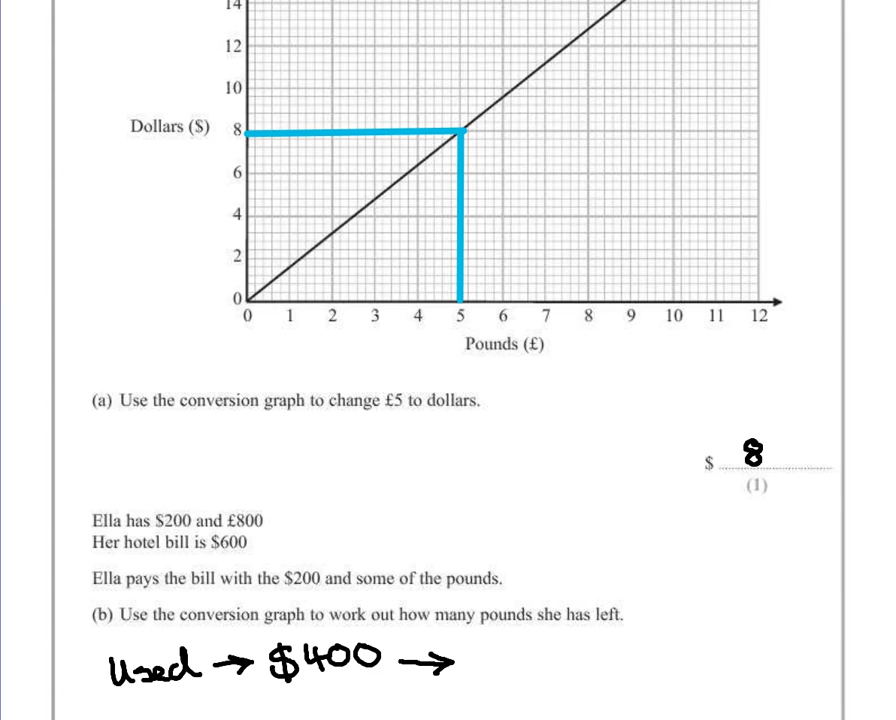 14
12
10
Dollars ($) 8
6
4
2
0
0 1 2 3 4 5 6 7 8 9 10 11 12
Pounds (£)
(a) Use the conversion graph to change £5 to dollars.
$ 8
(1)
Ella has $200 and £800
Her hotel bill is $600
Ella pays the bill with the $200 and some of the pounds.
(b) Use the conversion graph to work out how many pounds she has left.
Used → $400 →